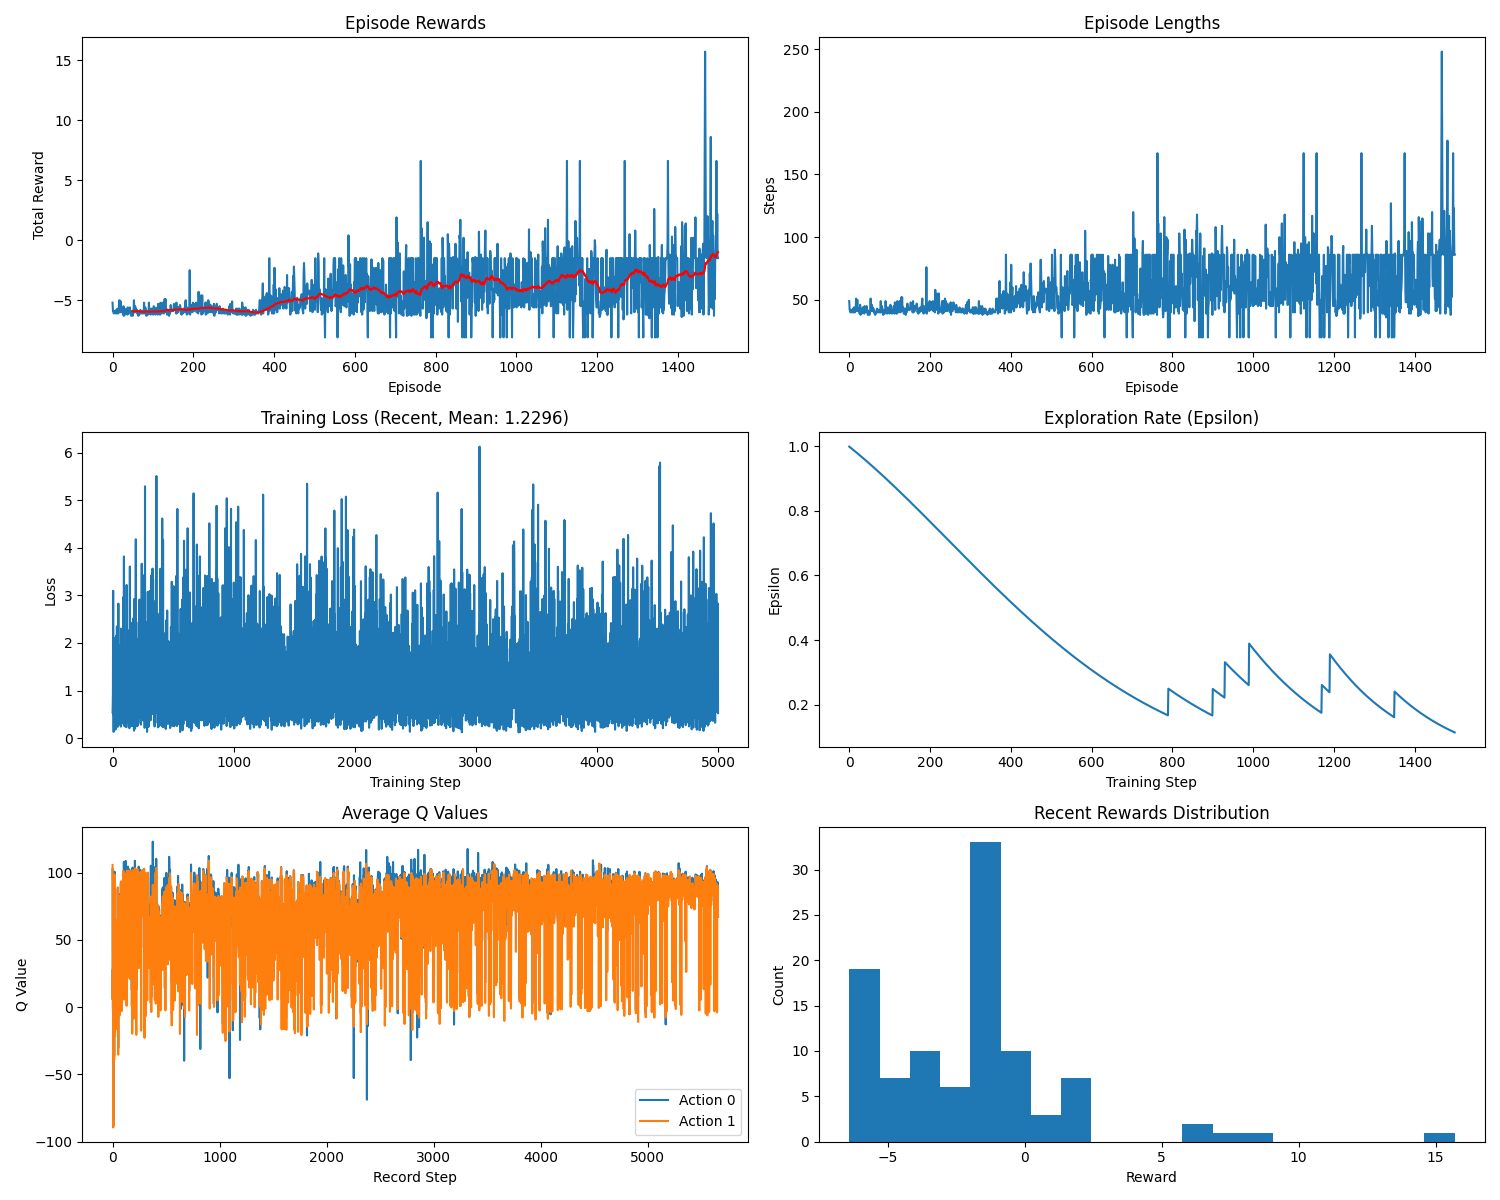 Episode Rewards
Total Reward
15
10
5
0
−5
0 200 400 600 800 1000 1200 1400
Episode
Episode Lengths
Steps
250
200
150
100
50
0 200 400 600 800 1000 1200 1400
Episode
Training Loss (Recent, Mean: 1.2296)
Loss
6
5
4
3
2
1
0
0 1000 2000 3000 4000 5000
Training Step
Exploration Rate (Epsilon)
Epsilon
1.0
0.8
0.6
0.4
0.2
0 200 400 600 800 1000 1200 1400
Training Step
Average Q Values
Q Value
100
50
0
−50
−100
0 1000 2000 3000 4000 5000
Record Step
Action 0
Action 1
Recent Rewards Distribution
Count
30
25
20
15
10
5
0
−5 0 5 10 15
Reward